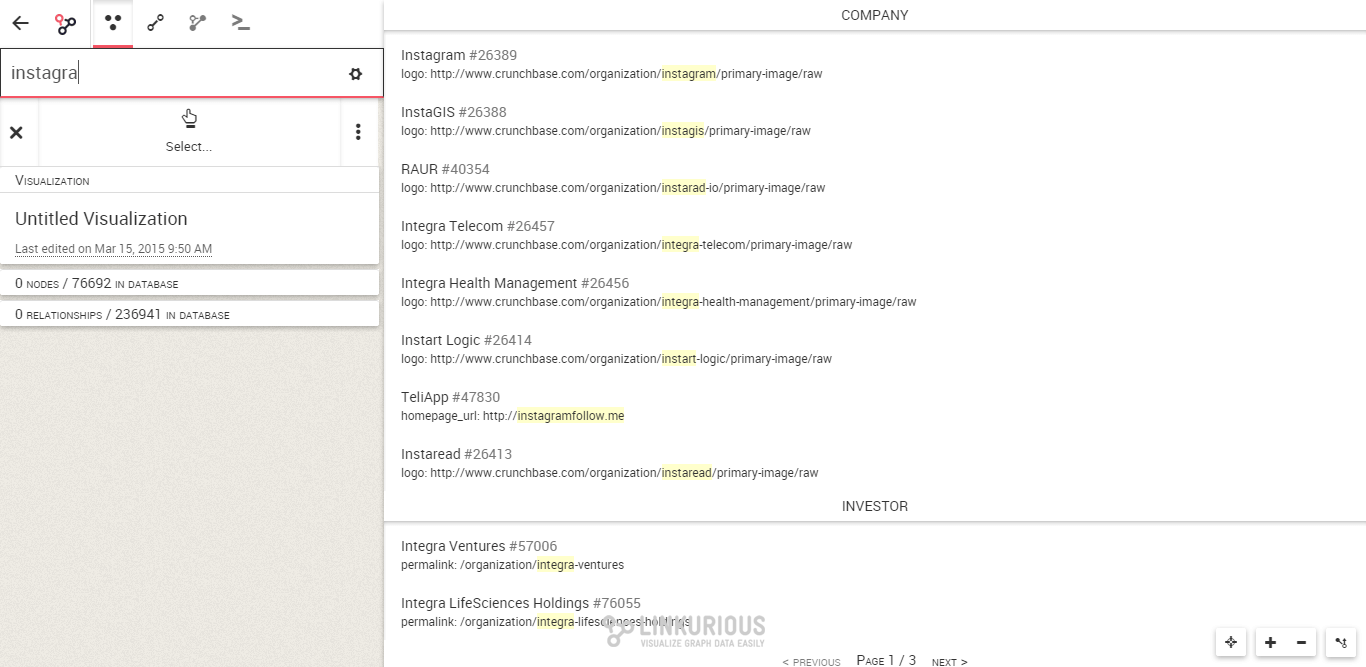 instagra
Select...
Visualization
Untitled Visualization
Last edited on Mar 15, 2015 9:50 AM
0 nodes / 76692 in database
0 relationships / 236941 in database
COMPANY
Instagram #26389
logo: http://www.crunchbase.com/organization/instagram/primary-image/raw
InstaGIS #26388
logo: http://www.crunchbase.com/organization/instagis/primary-image/raw
RAUR #40354
logo: http://www.crunchbase.com/organization/instarad-io/primary-image/raw
Integra Telecom #26457
logo: http://www.crunchbase.com/organization/integra-telecom/primary-image/raw
Integra Health Management #26456
logo: http://www.crunchbase.com/organization/integra-health-management/primary-image/raw
Instart Logic #26414
logo: http://www.crunchbase.com/organization/instart-logic/primary-image/raw
TeliApp #47830
homepage_url: http://instagramfollow.me
Instaread #26413
logo: http://www.crunchbase.com/organization/instaread/primary-image/raw
INVESTOR
Integra Ventures #57006
permalink: /organization/integra-ventures
Integra LifeSciences Holdings #76055
permalink: /organization/integra-lifesciences-holdings
LINKURIOUS
VISUALIZE GRAPH DATA EASILY
< previous Page 1 / 3 next >